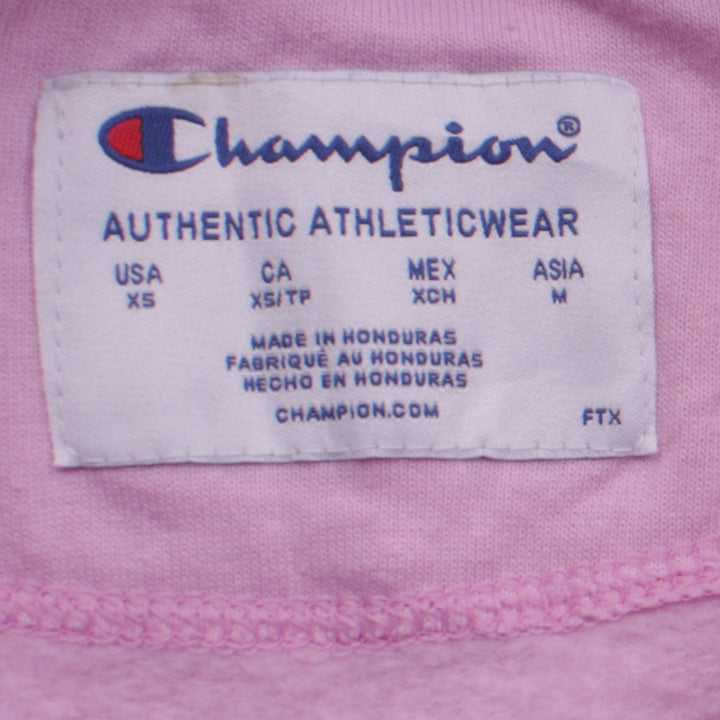 Champion®
AUTHENTIC ATHLETICWEAR
USA CA MEX ASIA
XS XS/TP XCH M
MADE IN HONDURAS
FABRIQUÉ AU HONDURAS
HECHO EN HONDURAS
CHAMPION.COM
FTX